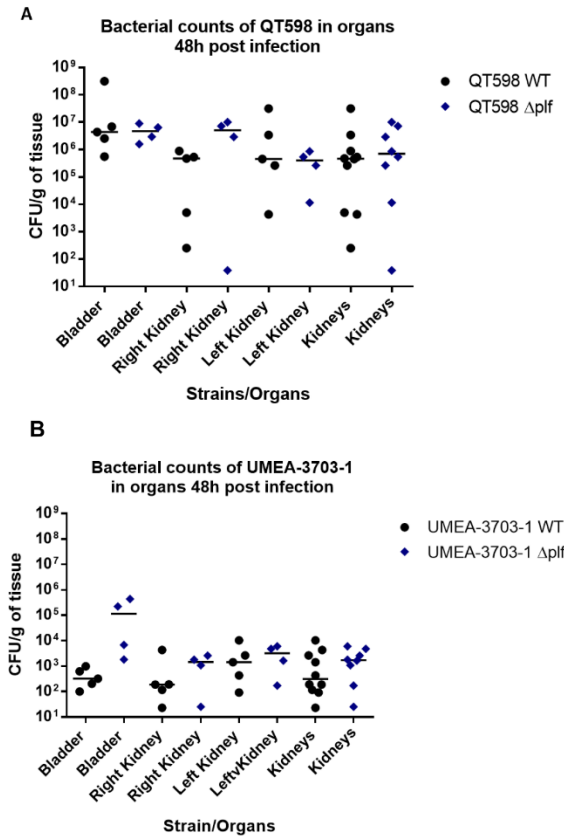 A
Bacterial counts of QT598 in organs
48h post infection
CFU/g of tissue
10⁹
10⁸
10⁷
10⁶
10⁵
10⁴
10³
10²
10¹
Bladder
Bladder
Right Kidney
Right Kidney
Left Kidney
Left Kidney
Kidneys
Kidneys
Strains/Organs
QT598 WT
QT598 Δplf
B
Bacterial counts of UMEA-3703-1
in organs 48h post infection
CFU/g of tissue
10⁹
10⁸
10⁷
10⁶
10⁵
10⁴
10³
10²
10¹
Bladder
Bladder
Right Kidney
Right Kidney
Left Kidney
LeftvKidney
Kidneys
Kidneys
Strain/Organs
UMEA-3703-1 WT
UMEA-3703-1 Δplf